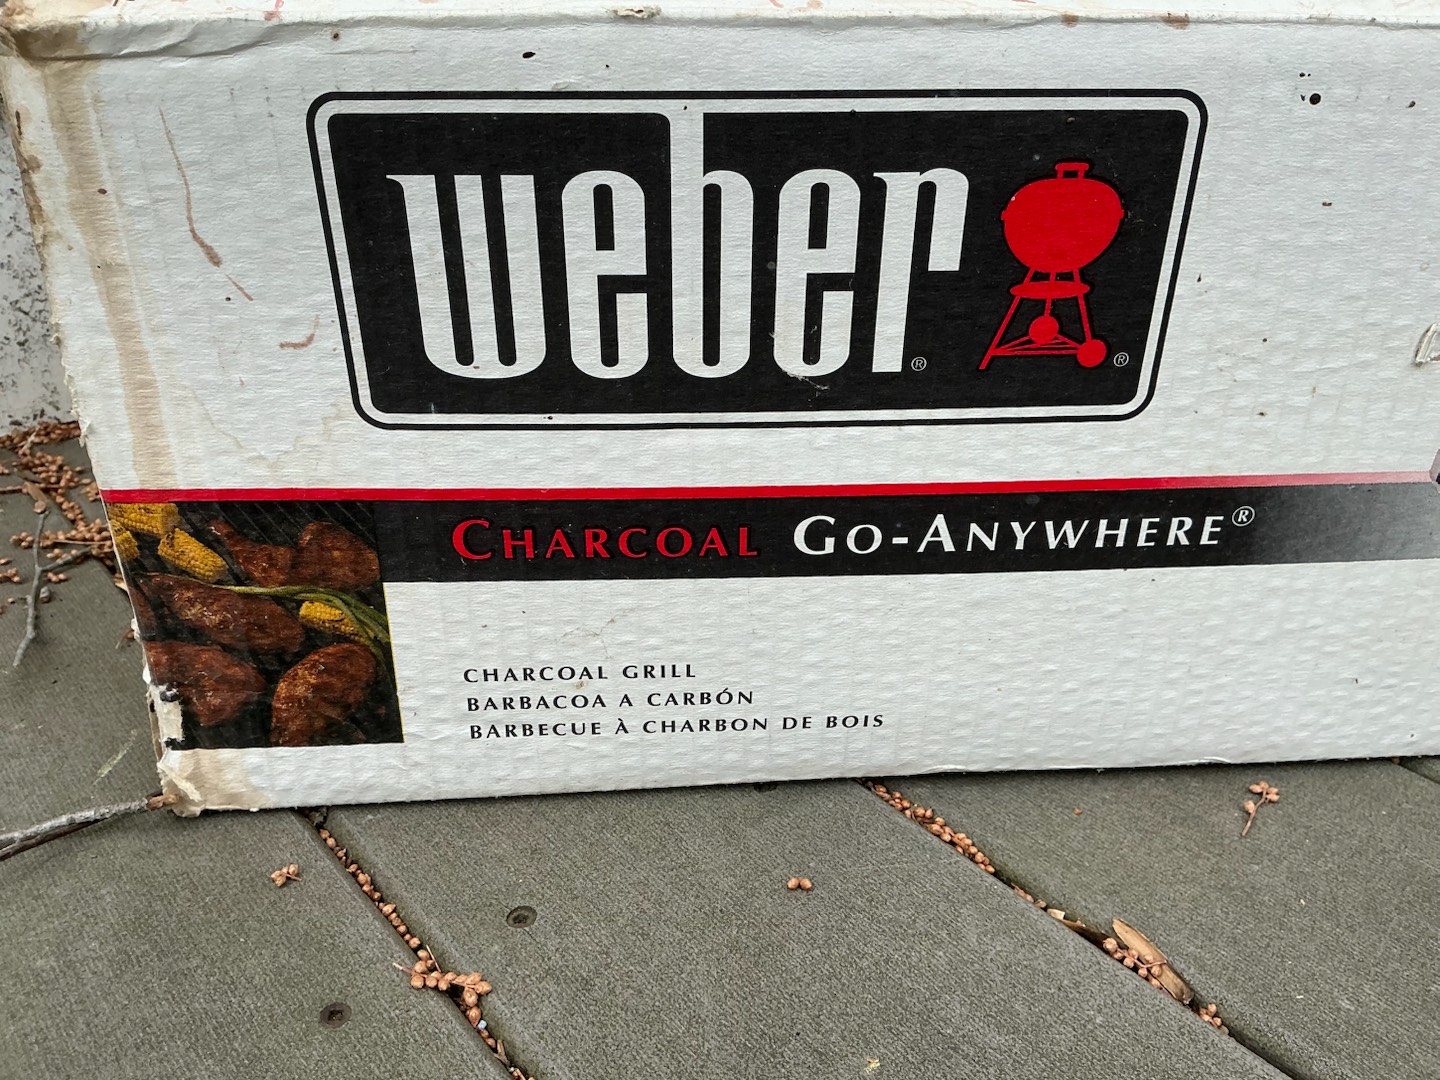 weber® ®
CHARCOAL GO-ANYWHERE®
CHARCOAL GRILL
BARBACOA A CARBÓN
BARBECUE À CHARBON DE BOIS